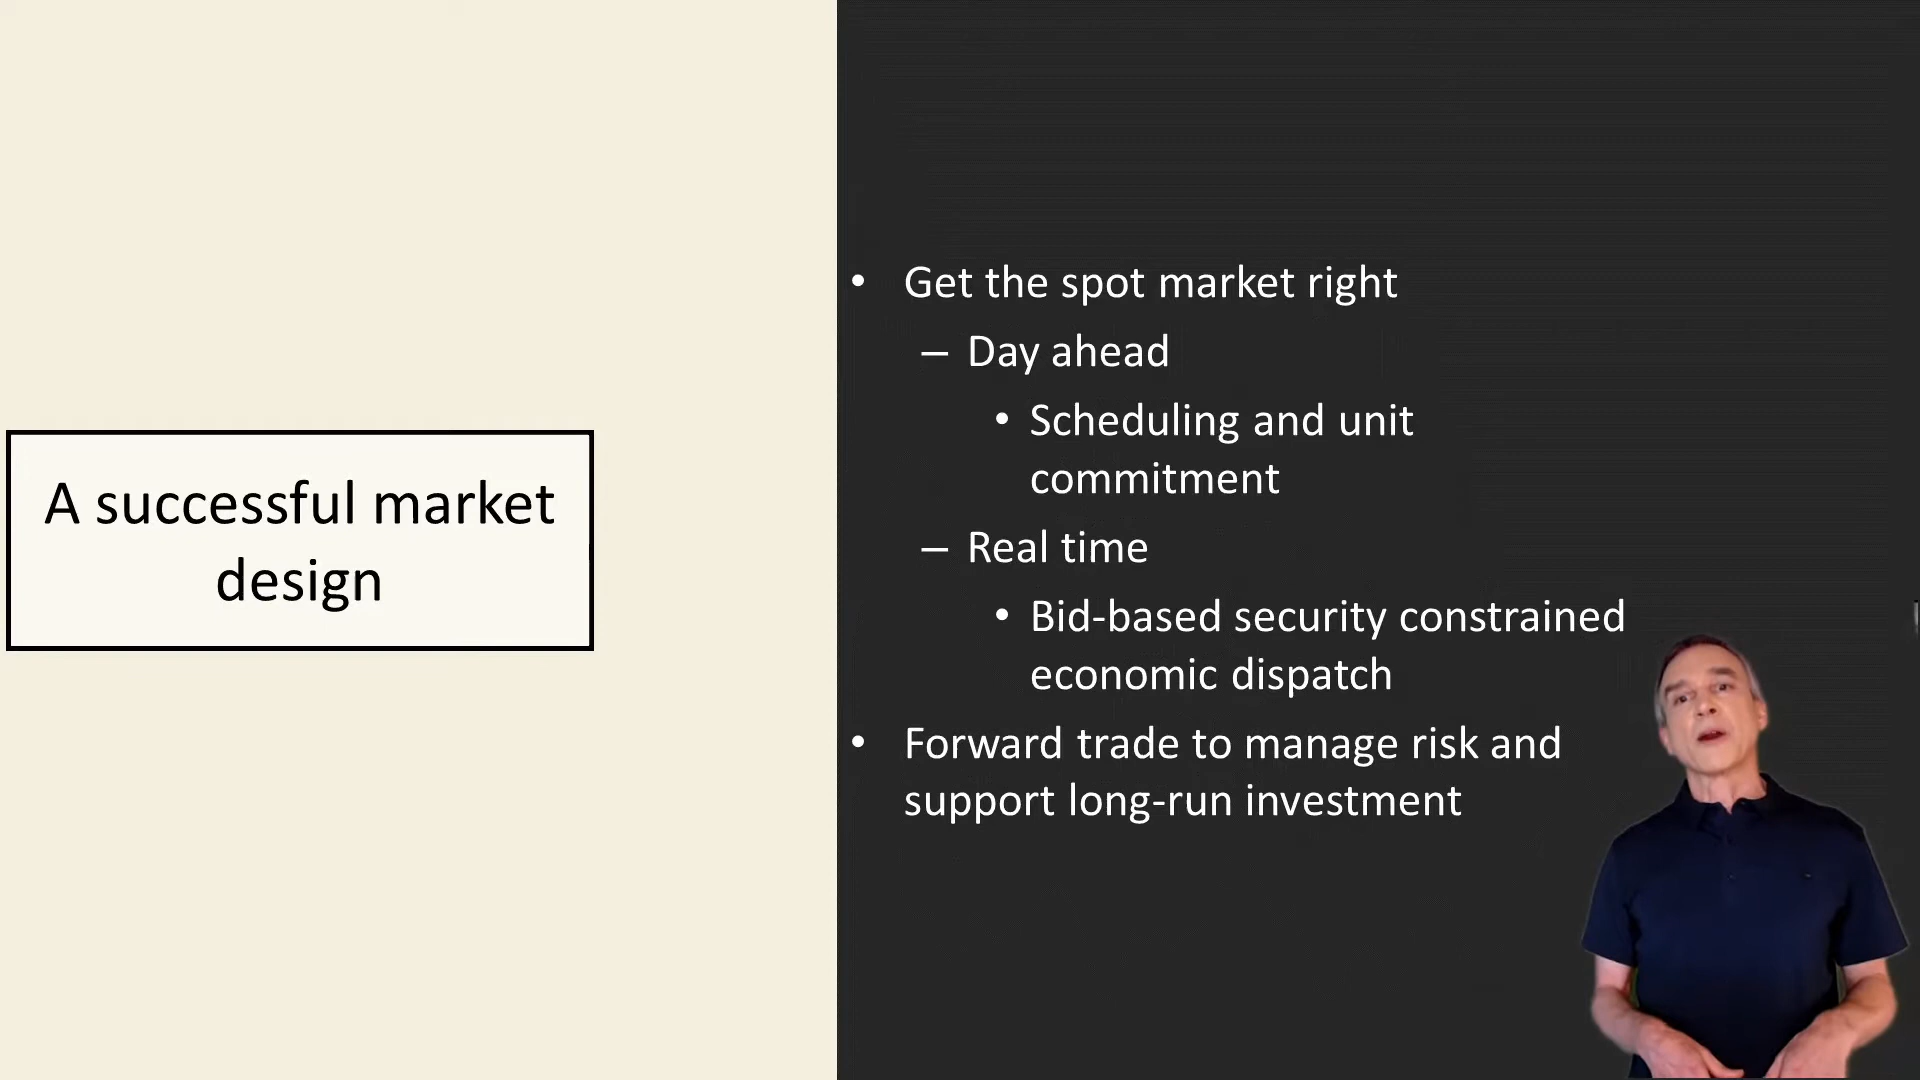 A successful market
design
• Get the spot market right
– Day ahead
• Scheduling and unit
commitment
– Real time
• Bid-based security constrained
economic dispatch
• Forward trade to manage risk and
support long-run investment